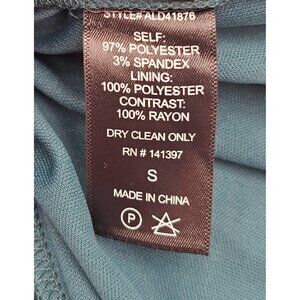 STYLE# ALD41876
SELF:
97% POLYESTER
3% SPANDEX
LINING:
100% POLYESTER
CONTRAST:
100% RAYON
DRY CLEAN ONLY
RN # 141397
S
MADE IN CHINA
P